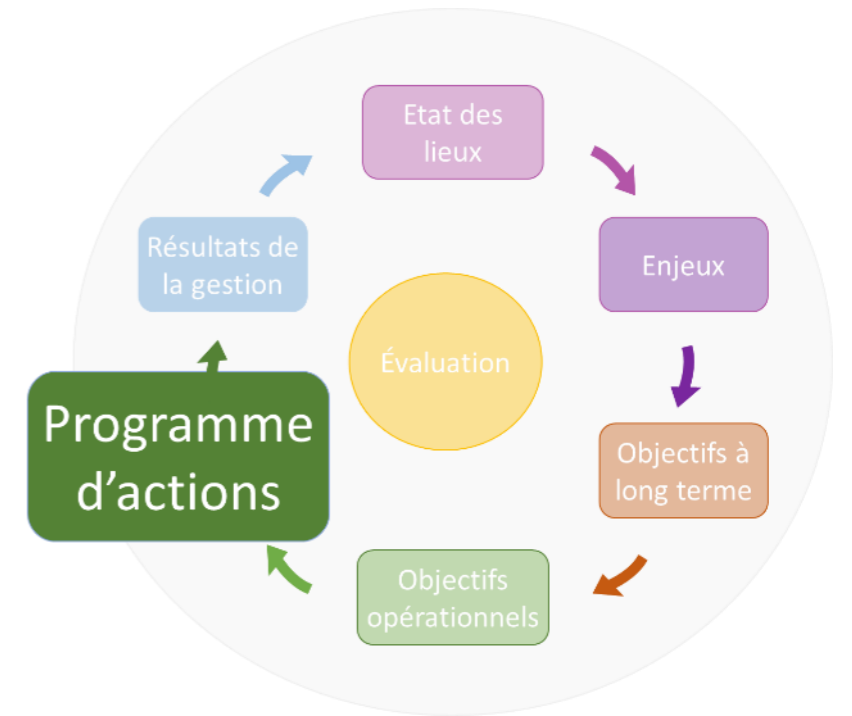 Etat des
lieux
Enjeux
Objectifs à
long terme
Objectifs
opérationnels
Programme
d’actions
Résultats de
la gestion
Évaluation